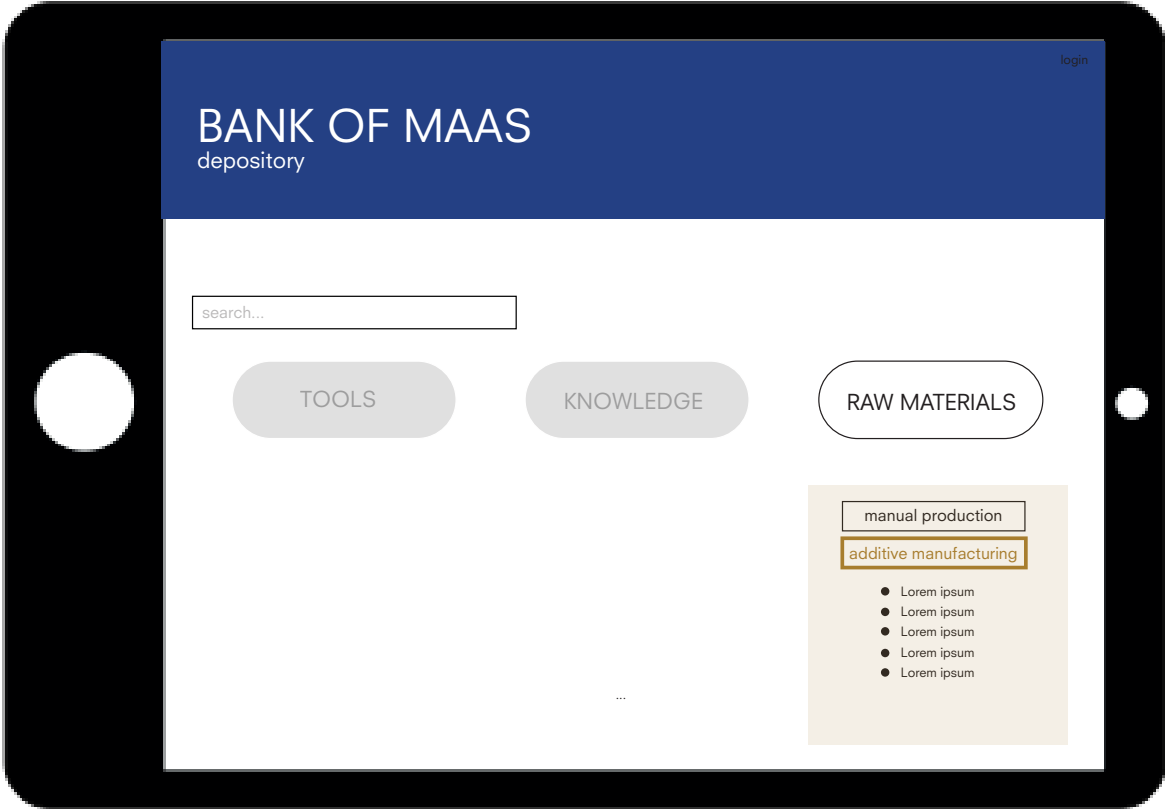 login
BANK OF MAAS
depository
search...
TOOLS
KNOWLEDGE
RAW MATERIALS
manual production
additive manufacturing
Lorem ipsum
Lorem ipsum
Lorem ipsum
Lorem ipsum
Lorem ipsum
...